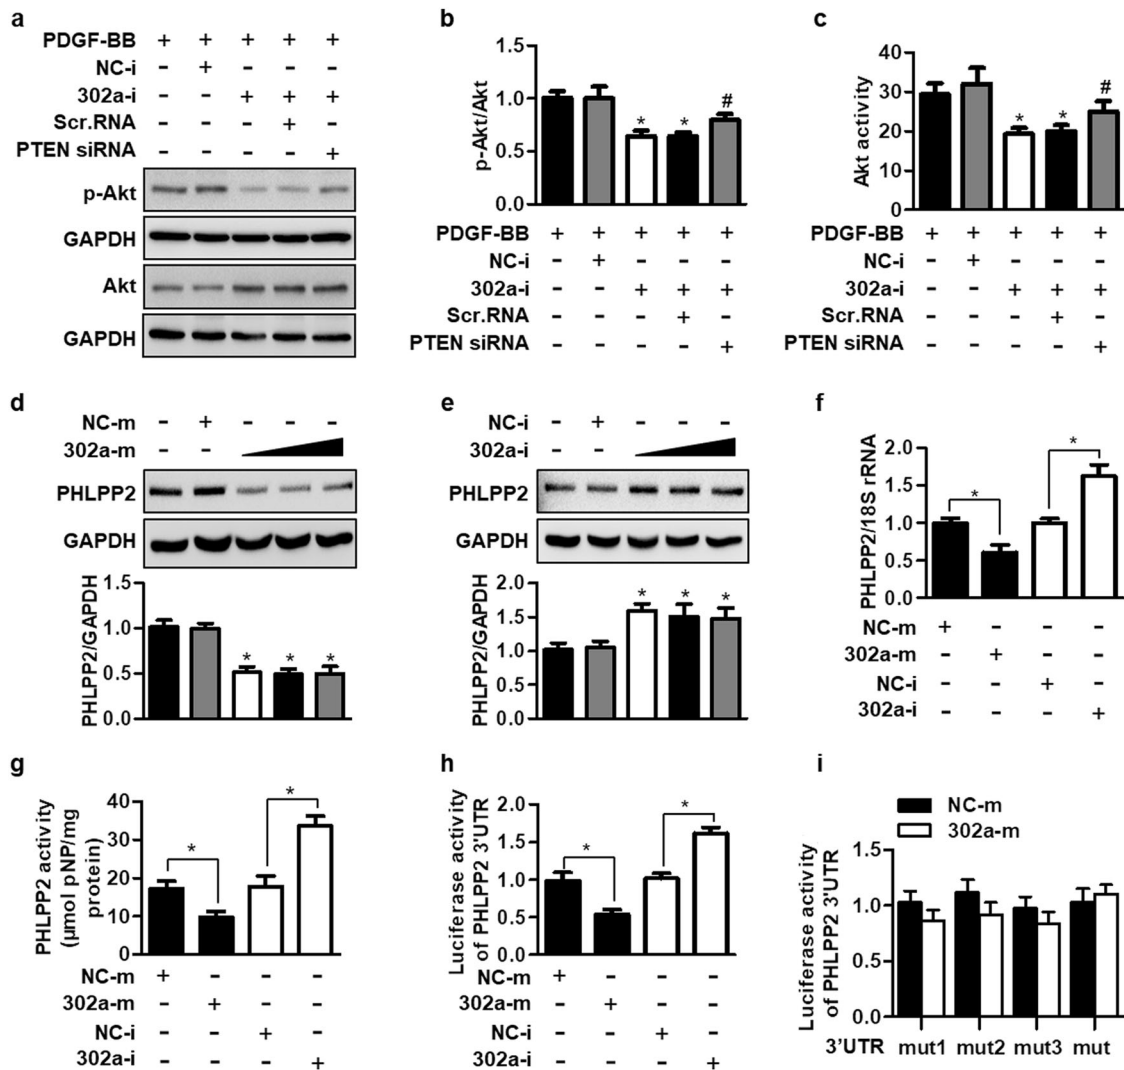 a
PDGF-BB + + + + +
NC-i - + - - -
302a-i - - + + +
Scr.RNA - - - + -
PTEN siRNA - - - - +
p-Akt
GAPDH
Akt
GAPDH
b
p-Akt/Akt
1.5
1.0
0.5
0.0
* * #
PDGF-BB + + + + +
NC-i - + - - -
302a-i - - + + +
Scr.RNA - - - + -
PTEN siRNA - - - - +
c
Akt activity
40
30
20
10
0
* * #
PDGF-BB + + + + +
NC-i - + - - -
302a-i - - + + +
Scr.RNA - - - + -
PTEN siRNA - - - - +
d
NC-m - + - - -
302a-m - -
PHLPP2
GAPDH
PHLPP2/GAPDH
1.5
1.0
0.5
0.0
* * *
e
NC-i - + - - -
302a-i - -
PHLPP2
GAPDH
PHLPP2/GAPDH
2.0
1.5
1.0
0.5
0.0
* * *
f
PHLPP2/18S rRNA
2.0
1.5
1.0
0.5
0.0
* *
NC-m + - - -
302a-m - + - -
NC-i - - + -
302a-i - - - +
g
PHLPP2 activity
(μmol pNP/mg
protein)
40
30
20
10
0
* *
NC-m + - - -
302a-m - + - -
NC-i - - + -
302a-i - - - +
h
Luciferase activity
of PHLPP2 3'UTR
2.0
1.5
1.0
0.5
0.0
* *
NC-m + - - -
302a-m - + - -
NC-i - - + -
302a-i - - - +
i
NC-m
302a-m
Luciferase activity
of PHLPP2 3'UTR
1.5
1.0
0.5
0.0
3'UTR mut1 mut2 mut3 mut